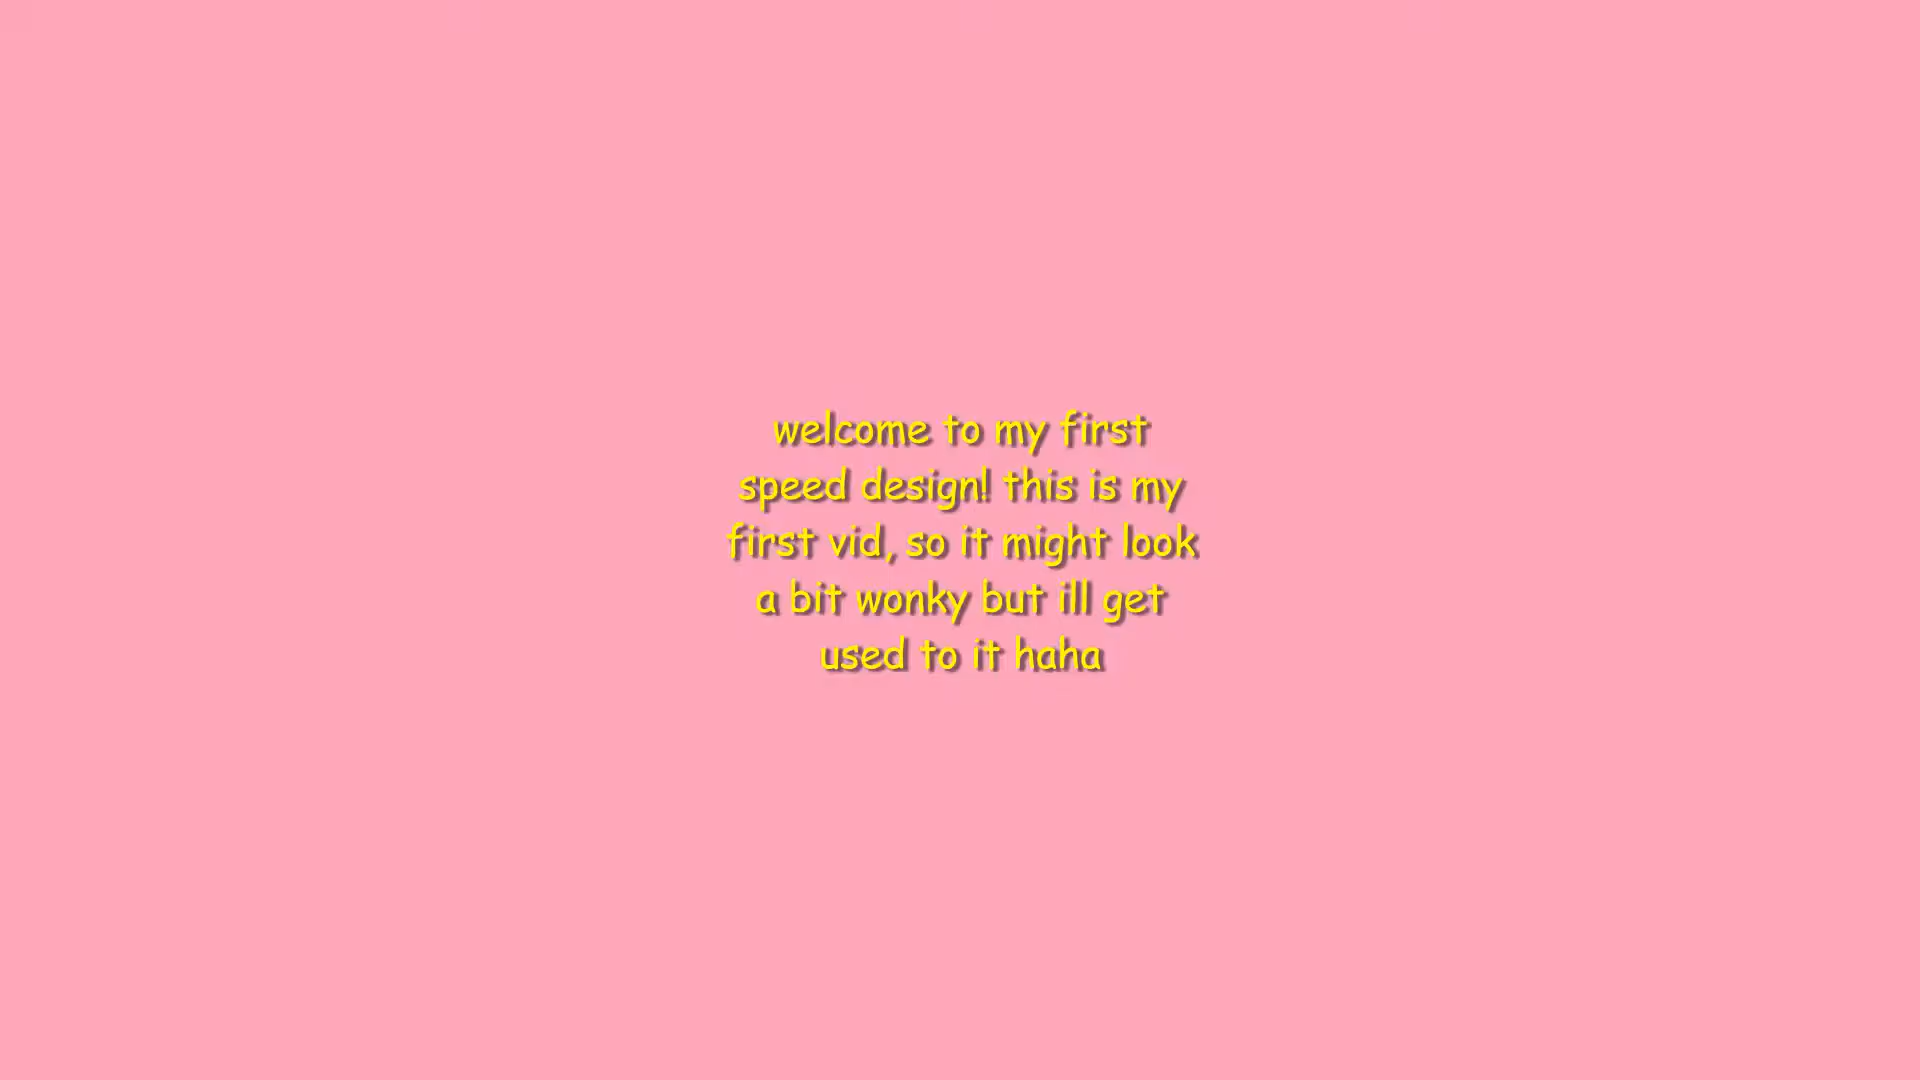 welcome to my first
speed design! this is my
first vid, so it might look
a bit wonky but ill get
used to it haha